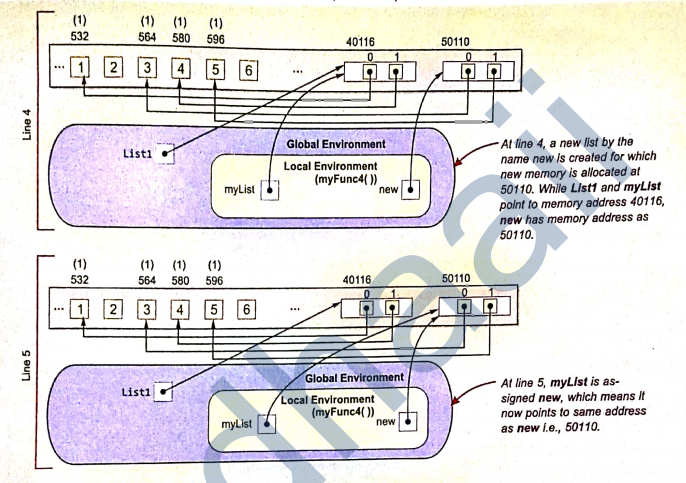 Line 4
(1) (1) (1) (1)
532 564 580 596 40116 50110
0 1 0 1
... 1 2 3 4 5 6 ...
Global Environment
List1
Local Environment
(myFunc4( ))
myList new
At line 4, a new list by the
name new is created for which
new memory is allocated at
50110. While List1 and myList
point to memory address 40116,
new has memory address as
50110.
Line 5
(1) (1) (1) (1)
532 564 580 596 40116 50110
0 1 0 1
... 1 2 3 4 5 6 ...
Global Environment
List1
Local Environment
(myFunc4( ))
myList new
At line 5, myList is as-
signed new, which means it
now points to same address
as new i.e., 50110.